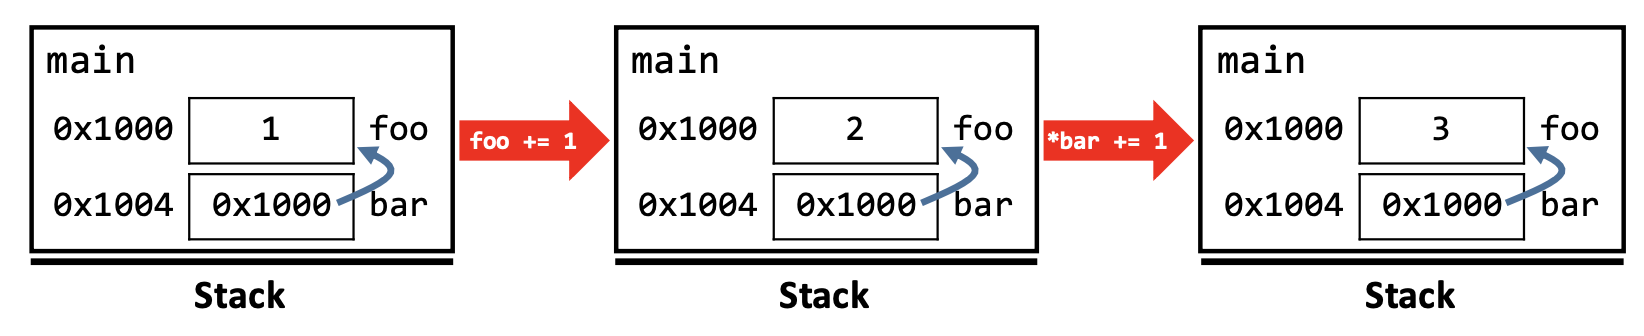 main
0x1000 1 foo
0x1004 0x1000 bar
Stack
foo += 1
main
0x1000 2 foo
0x1004 0x1000 bar
Stack
*bar += 1
main
0x1000 3 foo
0x1004 0x1000 bar
Stack